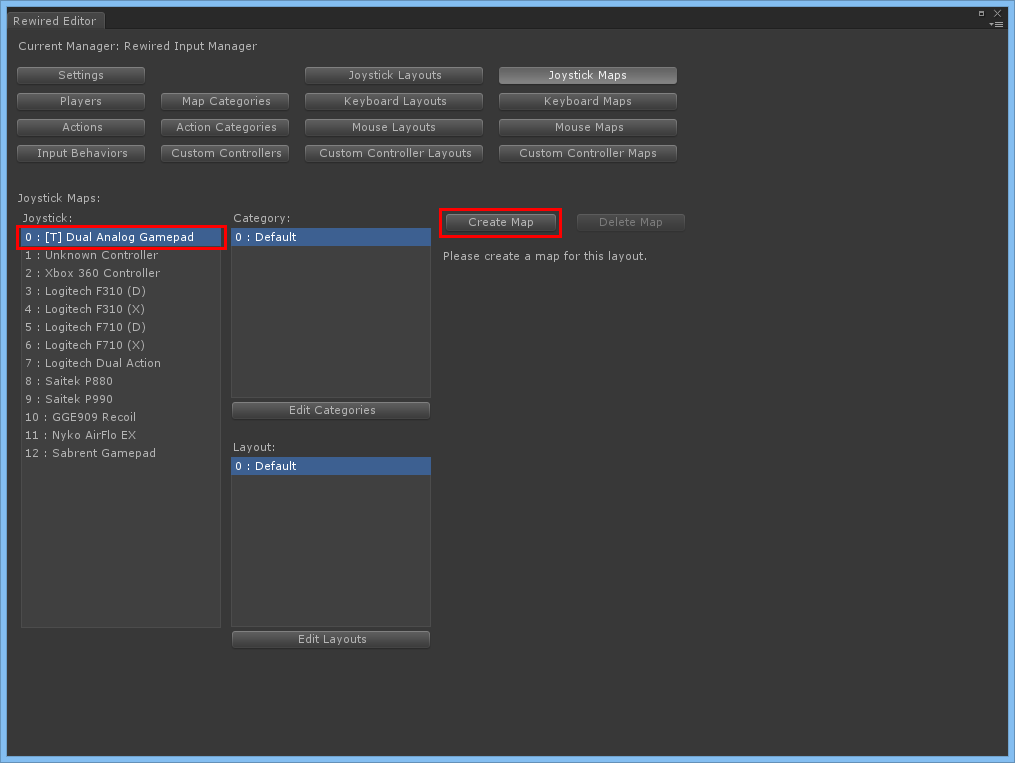 Rewired Editor
Current Manager: Rewired Input Manager
Settings Joystick Layouts Joystick Maps
Players Map Categories Keyboard Layouts Keyboard Maps
Actions Action Categories Mouse Layouts Mouse Maps
Input Behaviors Custom Controllers Custom Controller Layouts Custom Controller Maps
Joystick Maps:
Joystick:
0 : [T] Dual Analog Gamepad
1 : Unknown Controller
2 : Xbox 360 Controller
3 : Logitech F310 (D)
4 : Logitech F310 (X)
5 : Logitech F710 (D)
6 : Logitech F710 (X)
7 : Logitech Dual Action
8 : Saitek P880
9 : Saitek P990
10 : GGE909 Recoil
11 : Nyko AirFlo EX
12 : Sabrent Gamepad
Category:
0 : Default
Edit Categories
Layout:
0 : Default
Edit Layouts
Create Map Delete Map
Please create a map for this layout.